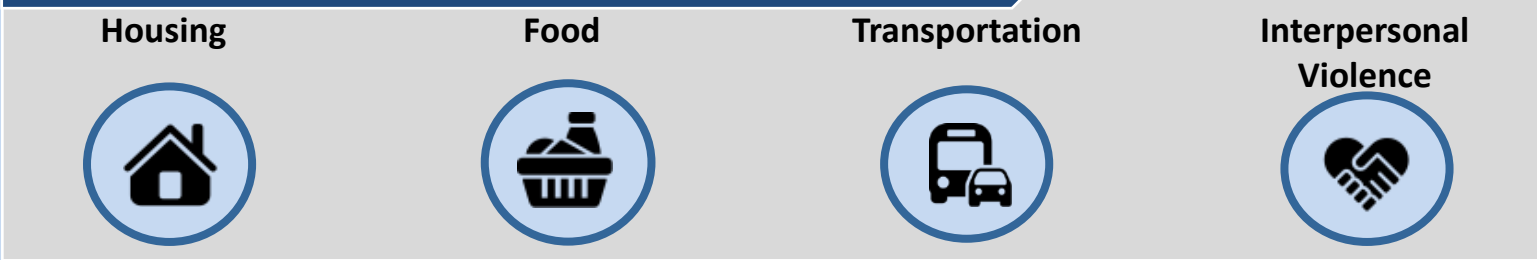 Housing
Food
Transportation
Interpersonal
Violence